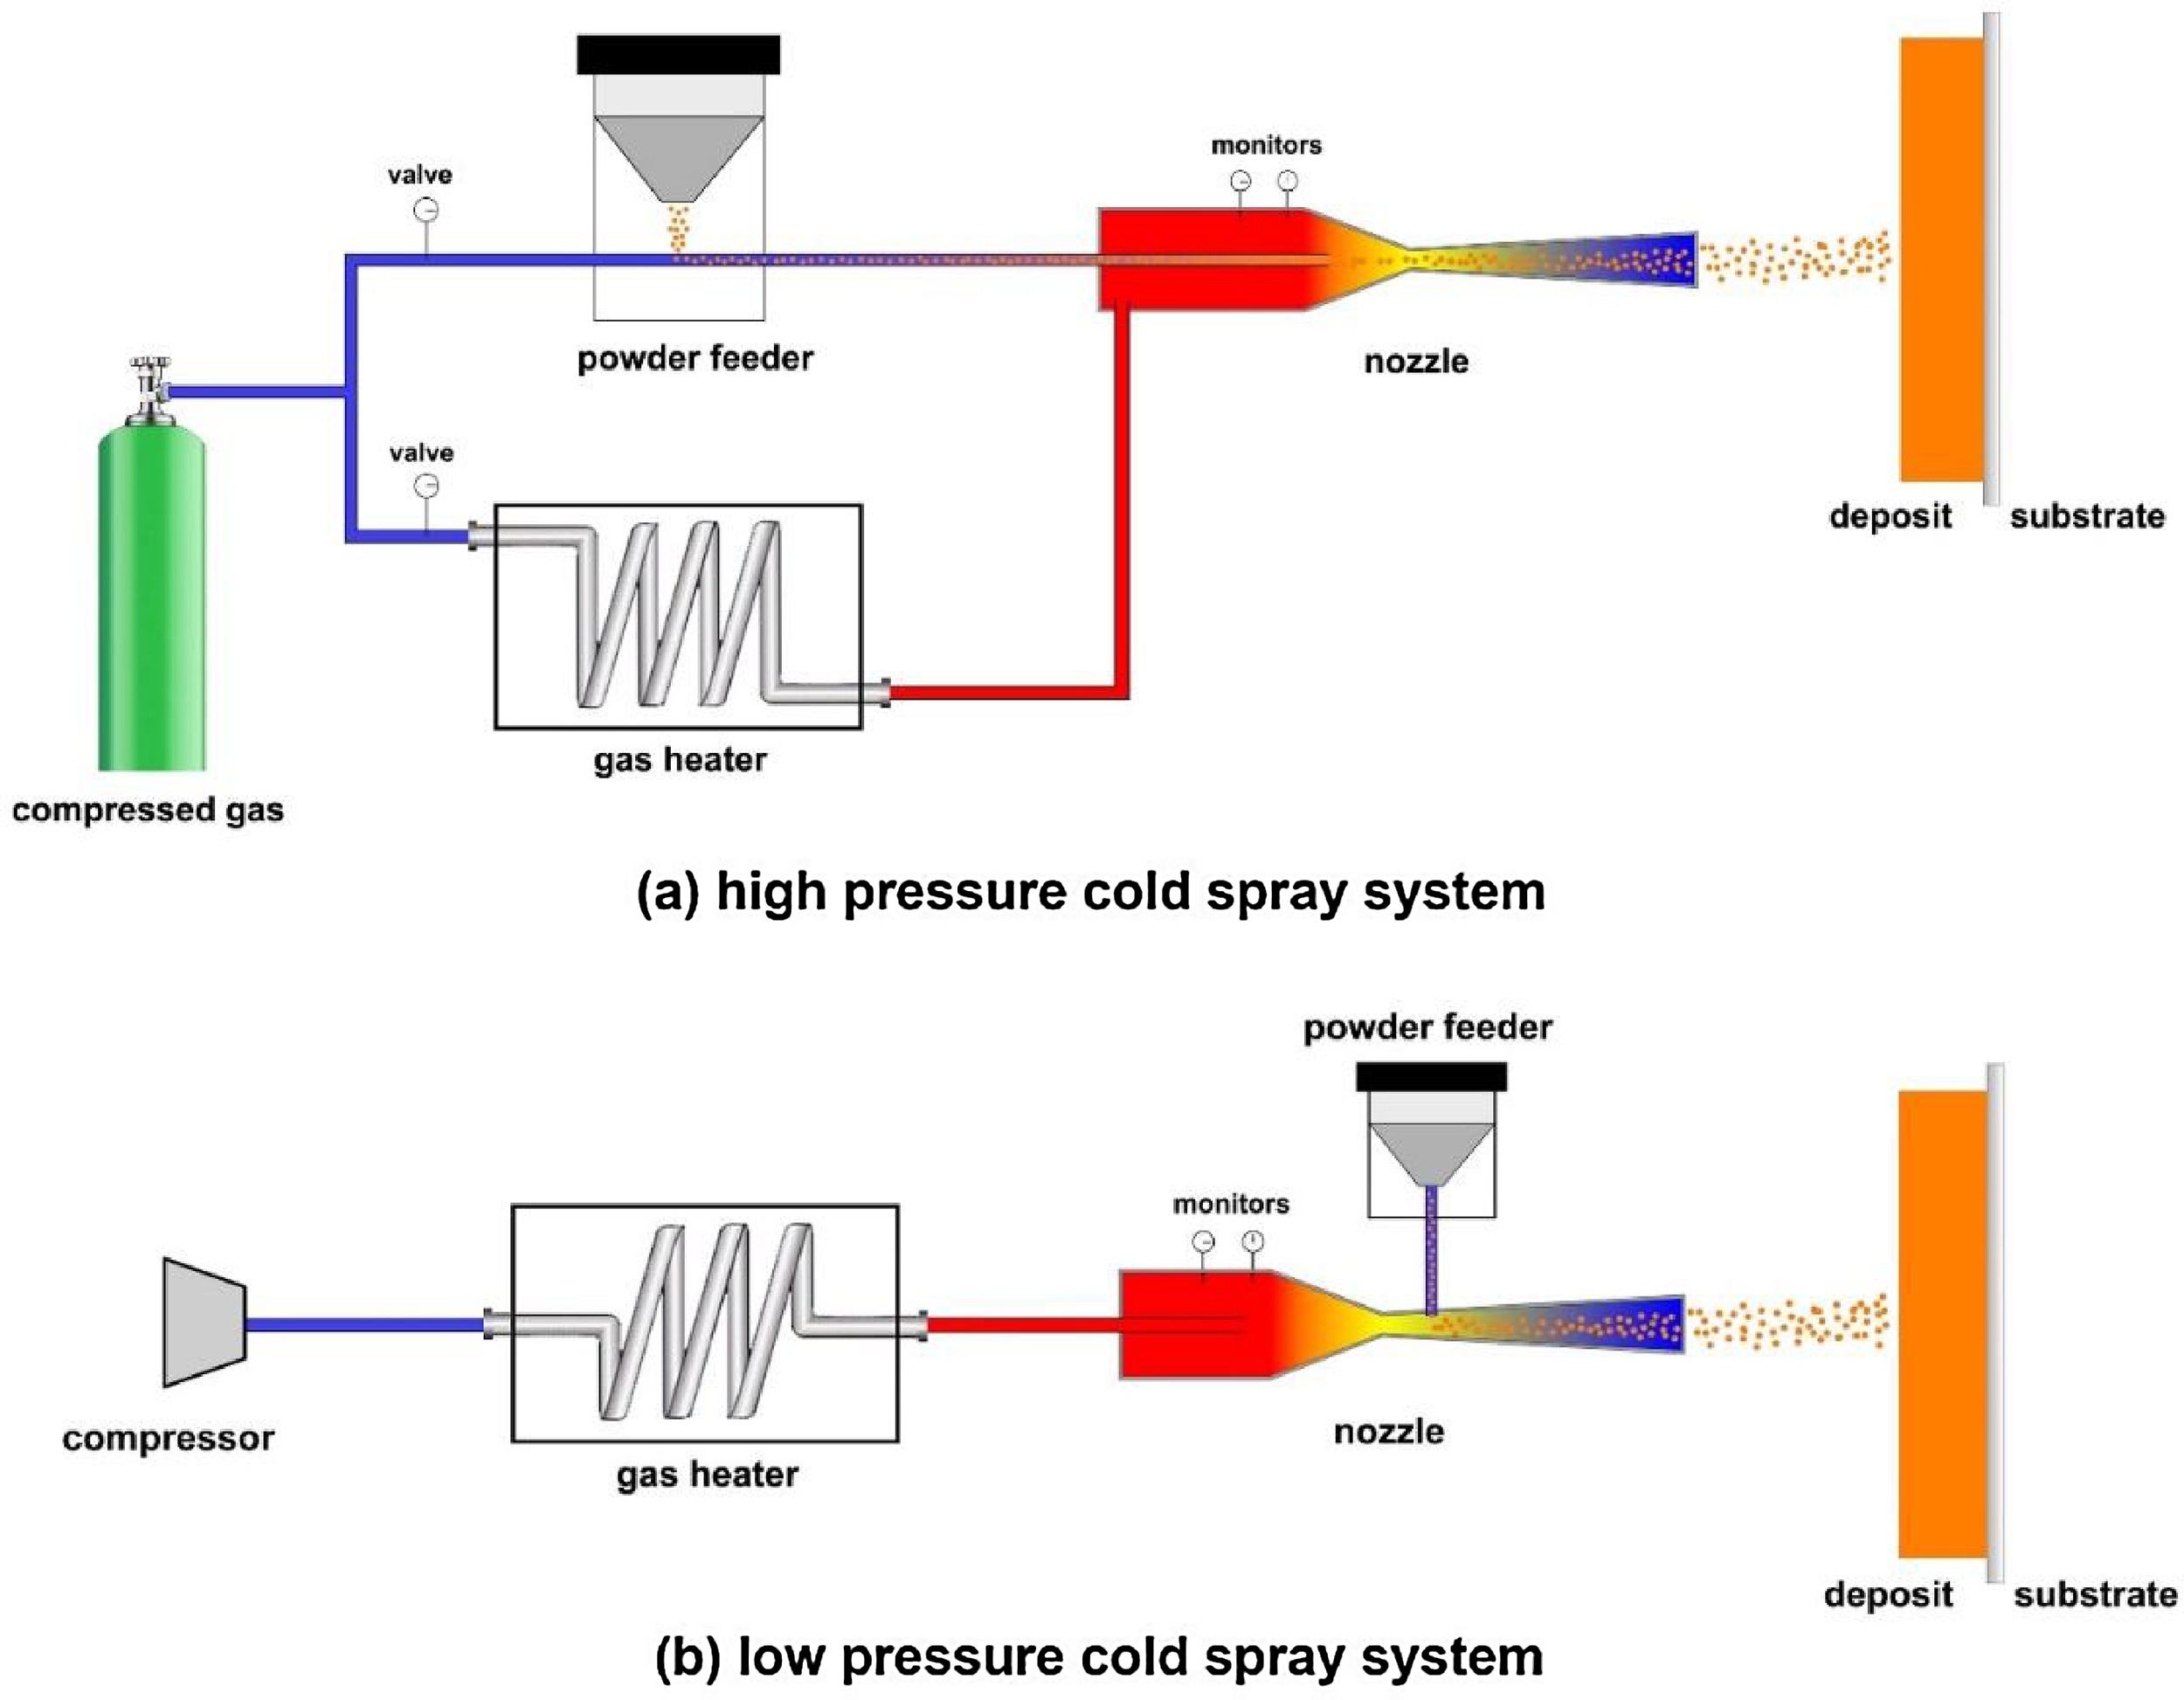 valve
monitors
powder feeder
nozzle
valve
deposit
substrate
gas heater
compressed gas
(a) high pressure cold spray system
powder feeder
monitors
compressor
nozzle
gas heater
deposit
substrate
(b) low pressure cold spray system